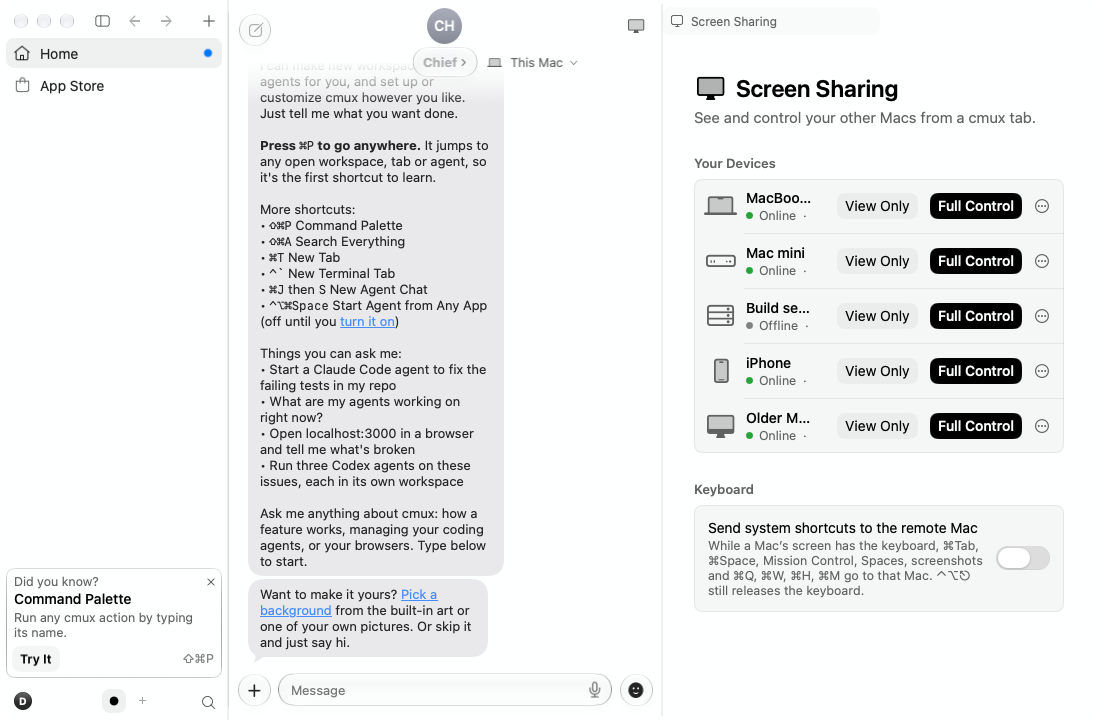 Home
App Store
Did you know?
Command Palette
Run any cmux action by typing
its name.
Try It
⇧⌘P
D
CH
Chief ›
This Mac
I can make new workspaces and
agents for you, and set up or
customize cmux however you like.
Just tell me what you want done.
Press ⌘P to go anywhere. It jumps to
any open workspace, tab or agent, so
it's the first shortcut to learn.
More shortcuts:
• ⇧⌘P Command Palette
• ⇧⌘A Search Everything
• ⌘T New Tab
• ^` New Terminal Tab
• ⌘J then S New Agent Chat
• ^⌥⌘Space Start Agent from Any App
(off until you turn it on)
Things you can ask me:
• Start a Claude Code agent to fix the
failing tests in my repo
• What are my agents working on
right now?
• Open localhost:3000 in a browser
and tell me what's broken
• Run three Codex agents on these
issues, each in its own workspace
Ask me anything about cmux: how a
feature works, managing your coding
agents, or your browsers. Type below
to start.
Want to make it yours? Pick a
background from the built-in art or
one of your own pictures. Or skip it
and just say hi.
Message
Screen Sharing
Screen Sharing
See and control your other Macs from a cmux tab.
Your Devices
MacBoo...
Online ·
View Only
Full Control
Mac mini
Online ·
View Only
Full Control
Build se...
Offline ·
View Only
Full Control
iPhone
Online ·
View Only
Full Control
Older M...
Online ·
View Only
Full Control
Keyboard
Send system shortcuts to the remote Mac
While a Mac's screen has the keyboard, ⌘Tab,
⌘Space, Mission Control, Spaces, screenshots
and ⌘Q, ⌘W, ⌘H, ⌘M go to that Mac. ^⌥⎋
still releases the keyboard.